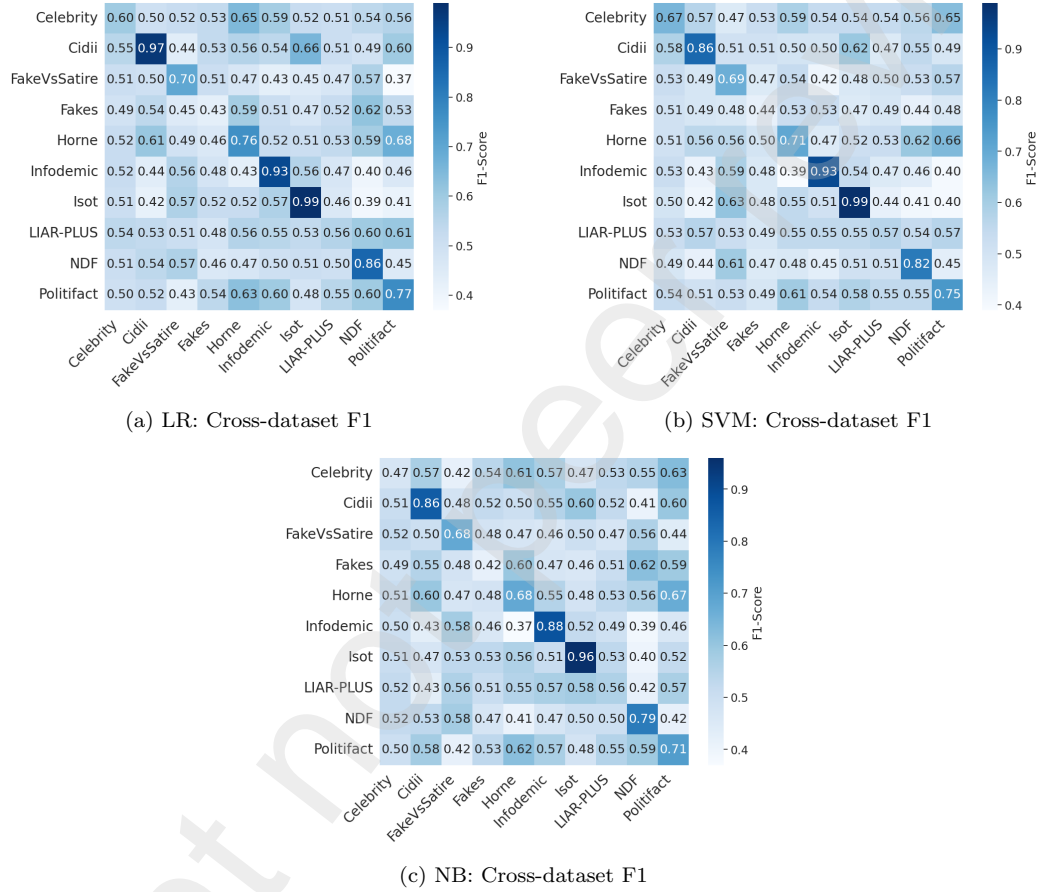 Celebrity 0.60 0.50 0.52 0.53 0.65 0.59 0.52 0.51 0.54 0.56
Cidii 0.55 0.97 0.44 0.53 0.56 0.54 0.66 0.51 0.49 0.60
FakeVsSatire 0.51 0.50 0.70 0.51 0.47 0.43 0.45 0.47 0.57 0.37
Fakes 0.49 0.54 0.45 0.43 0.59 0.51 0.47 0.52 0.62 0.53
Horne 0.52 0.61 0.49 0.46 0.76 0.52 0.51 0.53 0.59 0.68
Infodemic 0.52 0.44 0.56 0.48 0.43 0.93 0.56 0.47 0.40 0.46
Isot 0.51 0.42 0.57 0.52 0.52 0.57 0.99 0.46 0.39 0.41
LIAR-PLUS 0.54 0.53 0.51 0.48 0.56 0.55 0.53 0.56 0.60 0.61
NDF 0.51 0.54 0.57 0.46 0.47 0.50 0.51 0.50 0.86 0.45
Politifact 0.50 0.52 0.43 0.54 0.63 0.60 0.48 0.55 0.60 0.77
Celebrity Cidii FakeVsSatire Fakes Horne Infodemic Isot LIAR-PLUS NDF Politifact
0.9
0.8
0.7
0.6
0.5
0.4
F1-Score
(a) LR: Cross-dataset F1
Celebrity 0.67 0.57 0.47 0.53 0.59 0.54 0.54 0.54 0.56 0.65
Cidii 0.58 0.86 0.51 0.51 0.50 0.50 0.62 0.47 0.55 0.49
FakeVsSatire 0.53 0.49 0.69 0.47 0.54 0.42 0.48 0.50 0.53 0.57
Fakes 0.51 0.49 0.48 0.44 0.53 0.53 0.47 0.49 0.44 0.48
Horne 0.51 0.56 0.56 0.50 0.71 0.47 0.52 0.53 0.62 0.66
Infodemic 0.53 0.43 0.59 0.48 0.39 0.93 0.54 0.47 0.46 0.40
Isot 0.50 0.42 0.63 0.48 0.55 0.51 0.99 0.44 0.41 0.40
LIAR-PLUS 0.53 0.57 0.53 0.49 0.55 0.55 0.55 0.57 0.54 0.57
NDF 0.49 0.44 0.61 0.47 0.48 0.45 0.51 0.51 0.82 0.45
Politifact 0.54 0.51 0.53 0.49 0.61 0.54 0.58 0.55 0.55 0.75
Celebrity Cidii FakeVsSatire Fakes Horne Infodemic Isot LIAR-PLUS NDF Politifact
0.9
0.8
0.7
0.6
0.5
0.4
F1-Score
(b) SVM: Cross-dataset F1
Celebrity 0.47 0.57 0.42 0.54 0.61 0.57 0.47 0.53 0.55 0.63
Cidii 0.51 0.86 0.48 0.52 0.50 0.55 0.60 0.52 0.41 0.60
FakeVsSatire 0.52 0.50 0.68 0.48 0.47 0.46 0.50 0.47 0.56 0.44
Fakes 0.49 0.55 0.48 0.42 0.60 0.47 0.46 0.51 0.62 0.59
Horne 0.51 0.60 0.47 0.48 0.68 0.55 0.48 0.53 0.56 0.67
Infodemic 0.50 0.43 0.58 0.46 0.37 0.88 0.52 0.49 0.39 0.46
Isot 0.51 0.47 0.53 0.53 0.56 0.51 0.96 0.53 0.40 0.52
LIAR-PLUS 0.52 0.43 0.56 0.51 0.55 0.57 0.58 0.56 0.42 0.57
NDF 0.52 0.53 0.58 0.47 0.41 0.47 0.50 0.50 0.79 0.42
Politifact 0.50 0.58 0.42 0.53 0.62 0.57 0.48 0.55 0.59 0.71
Celebrity Cidii FakeVsSatire Fakes Horne Infodemic Isot LIAR-PLUS NDF Politifact
0.9
0.8
0.7
0.6
0.5
0.4
F1-Score
(c) NB: Cross-dataset F1
not peer